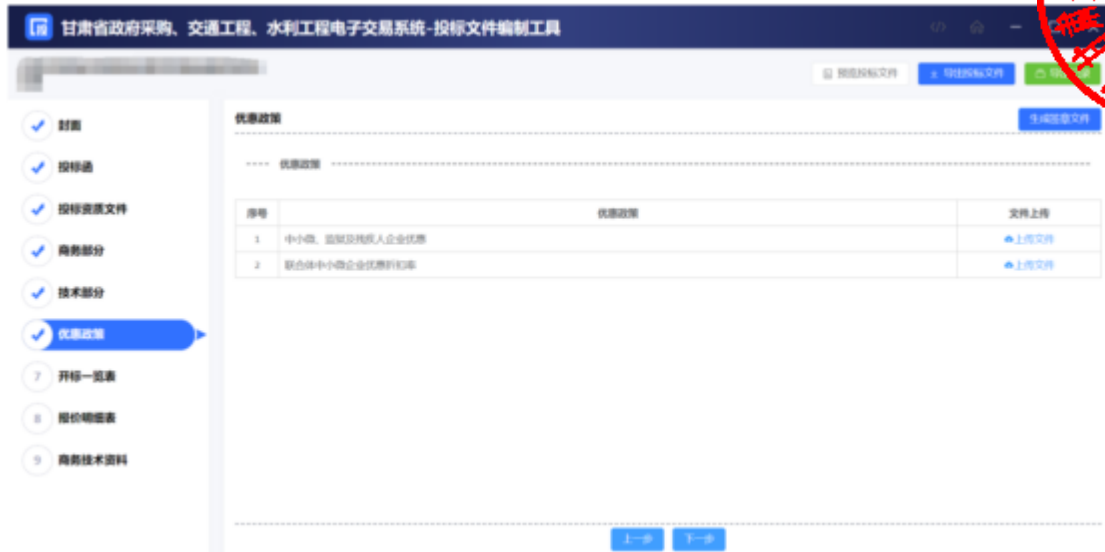 甘肃省政府采购、交通工程、水利工程电子交易系统-投标文件编制工具
预览投标文件
导出投标文件
优惠政策
生成签章文件
封面
投标函
投标资质文件
商务部分
技术部分
优惠政策
开标一览表
报价明细表
商务技术资料
优惠政策
序号 优惠政策 文件上传
1 中小微、监狱及残疾人企业优惠 上传文件
2 联合体中小微企业优惠折扣率 上传文件
7
8
9
上一步 下一步